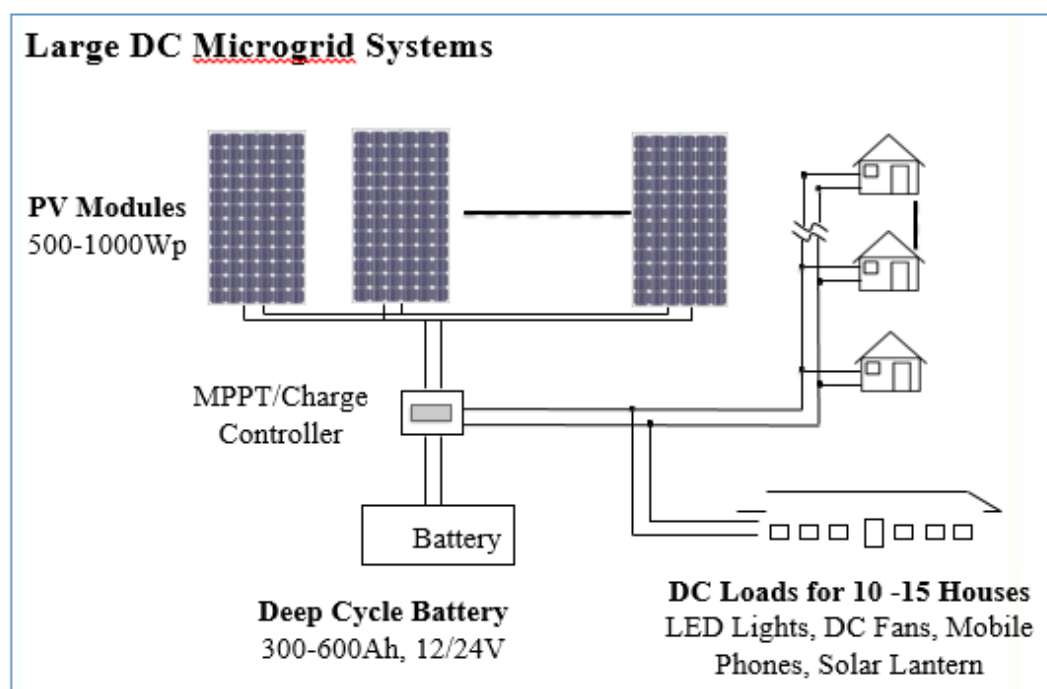 Large DC Microgrid Systems
PV Modules
500-1000Wp
MPPT/Charge
Controller
Battery
Deep Cycle Battery
300-600Ah, 12/24V
DC Loads for 10 -15 Houses
LED Lights, DC Fans, Mobile
Phones, Solar Lantern